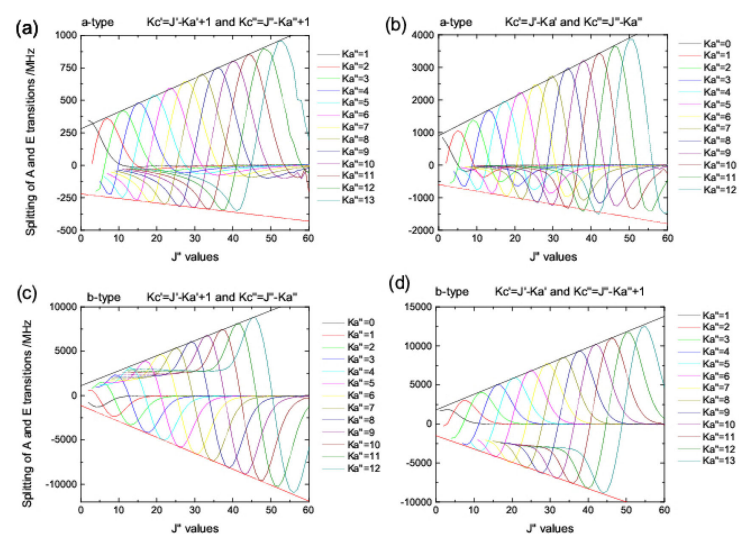 (a)
a-type Kc'=J'-Ka'+1 and Kc"=J"-Ka"+1
Splitting of A and E transitions /MHz
1000
750
500
250
0
-250
-500
0 10 20 30 40 50 60
J" values
Ka"=1
Ka"=2
Ka"=3
Ka"=4
Ka"=5
Ka"=6
Ka"=7
Ka"=8
Ka"=9
Ka"=10
Ka"=11
Ka"=12
Ka"=13
(b)
a-type Kc'=J'-Ka' and Kc"=J"-Ka"
4000
3000
2000
1000
0
-1000
-2000
0 10 20 30 40 50 60
J" values
Ka"=0
Ka"=1
Ka"=2
Ka"=3
Ka"=4
Ka"=5
Ka"=6
Ka"=7
Ka"=8
Ka"=8
Ka"=10
Ka"=11
Ka"=12
(c)
b-type Kc'=J'-Ka'+1 and Kc"=J"-Ka"
Splitting of A and E transitions /MHz
10000
5000
0
-5000
-10000
0 10 20 30 40 50 60
J" values
Ka"=0
Ka"=1
Ka"=2
Ka"=3
Ka"=4
Ka"=5
Ka"=6
Ka"=7
Ka"=8
Ka"=9
Ka"=10
Ka"=11
Ka"=12
(d)
b-type Kc'=J'-Ka' and Kc"=J"-Ka"+1
15000
10000
5000
0
-5000
-10000
0 10 20 30 40 50 60
J" values
Ka"=1
Ka"=2
Ka"=3
Ka"=4
Ka"=5
Ka"=6
Ka"=7
Ka"=8
Ka"=9
Ka"=10
Ka"=11
Ka"=12
Ka"=13